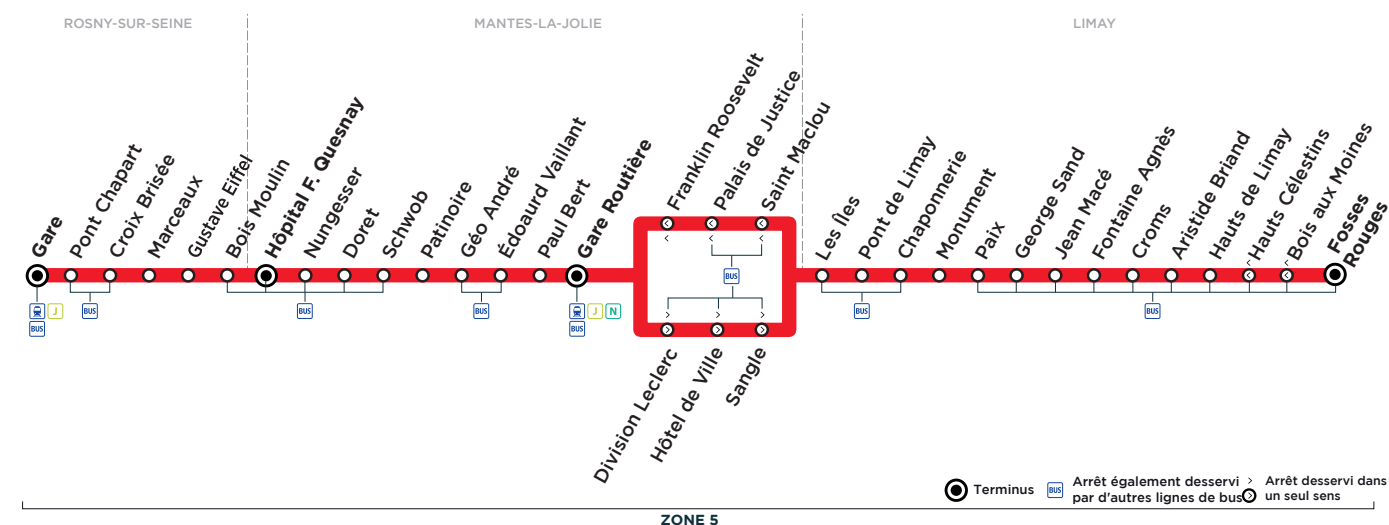 ROSNY-SUR-SEINE
MANTES-LA-JOLIE
LIMAY
Gare
Pont Chapart
Croix Brisée
Marceaux
Gustave Eiffel
Bois Moulin
Hôpital F. Quesnay
Nungesser
Doret
Schwob
Patinoire
Géo André
Édoaurd Vaillant
Paul Bert
Gare Routière
Franklin Roosevelt
Palais de Justice
Saint Maclou
Les Îles
Pont de Limay
Chaponnerie
Monument
Paix
George Sand
Jean Macé
Fontaine Agnès
Croms
Aristide Briand
Hauts de Limay
Hauts Célestins
Bois aux Moines
Fosses
Rouges
BUS
J
BUS
BUS
BUS
BUS
J N
BUS
BUS
BUS
BUS
Division Leclerc
Hôtel de Ville
Sangle
Terminus
BUS
Arrêt également desservi
par d'autres lignes de bus
Arrêt desservi dans
un seul sens
ZONE 5